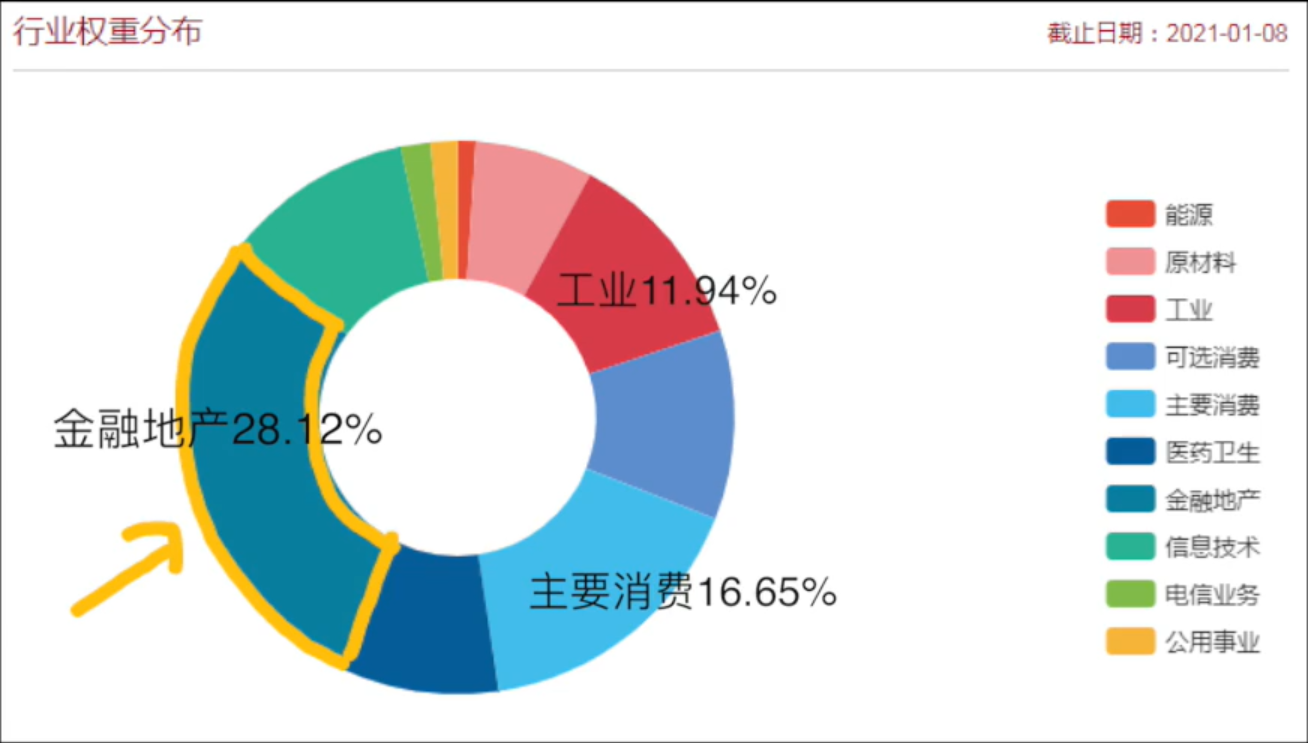 行业权重分布
截止日期：2021-01-08
工业11.94%
金融地产28.12%
主要消费16.65%
能源
原材料
工业
可选消费
主要消费
医药卫生
金融地产
信息技术
电信业务
公用事业